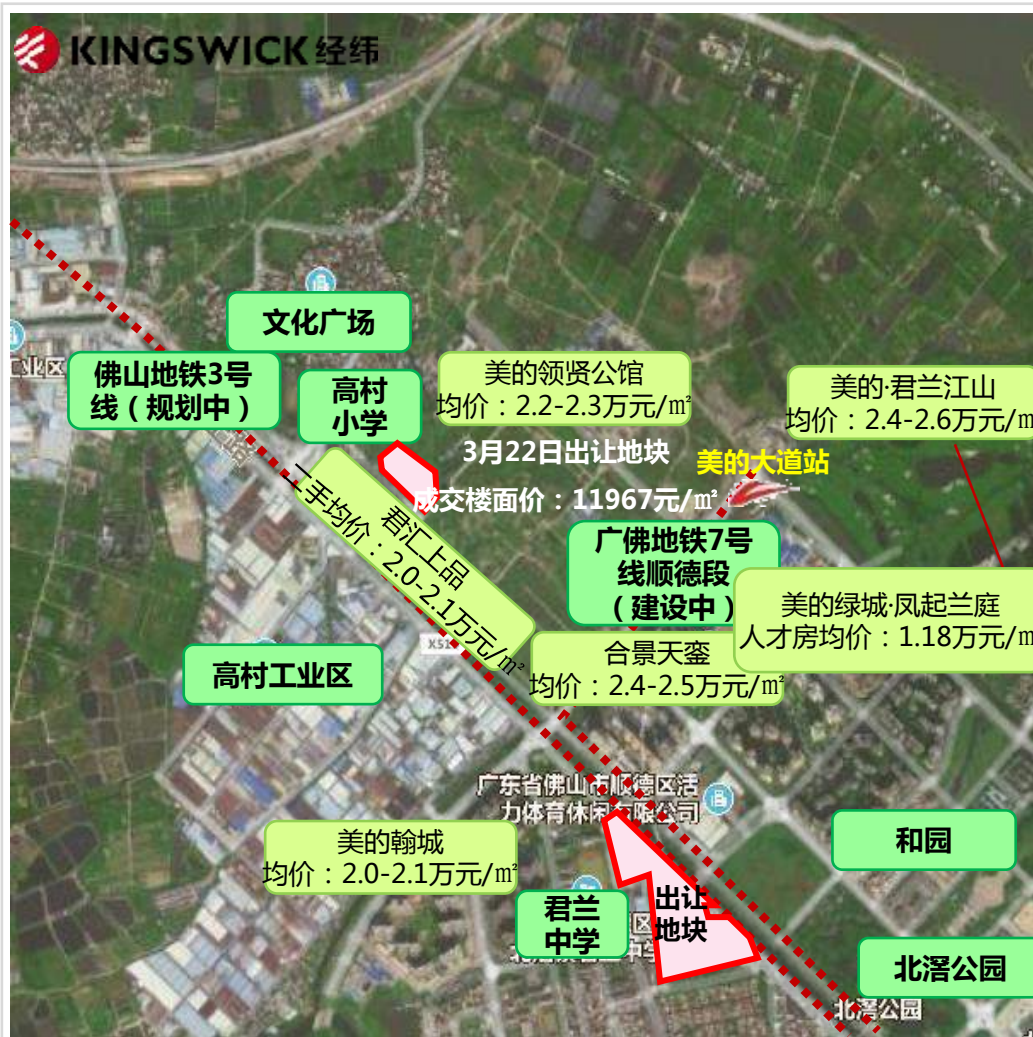 KINGSWICK 经纬
文化广场
佛山地铁3号
线（规划中）
高村
小学
美的领贤公馆
均价：2.2-2.3万元/㎡
美的·君兰江山
均价：2.4-2.6万元/㎡
3月22日出让地块
成交楼面价：11967元/㎡
美的大道站
君汇上品
二手均价：2.0-2.1万元/㎡
广佛地铁7号
线顺德段
（建设中）
美的绿城·凤起兰庭
人才房均价：1.18万元/㎡
X51
合景天銮
均价：2.4-2.5万元/㎡
高村工业区
广东省佛山市顺德区活
力体育休闲有限公司
美的翰城
均价：2.0-2.1万元/㎡
和园
出让
地块
君兰
中学
北滘公园
北滘公园